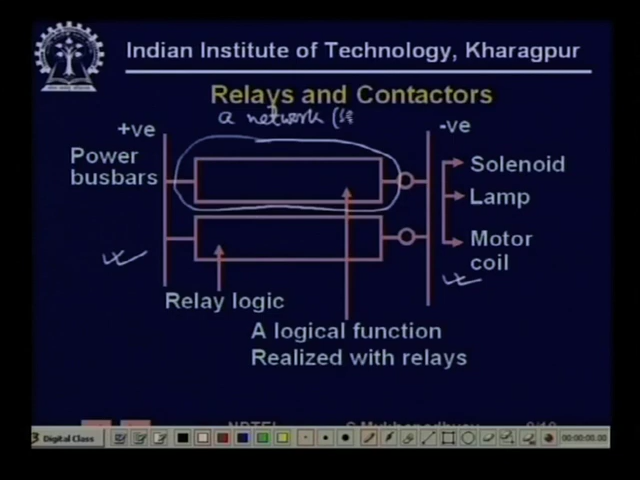 Indian Institute of Technology, Kharagpur
Relays and Contactors
a network (
+ve
-ve
Power
busbars
Solenoid
Lamp
Motor
coil
Relay logic
A logical function
Realized with relays
Digital Class
00:00:00.00